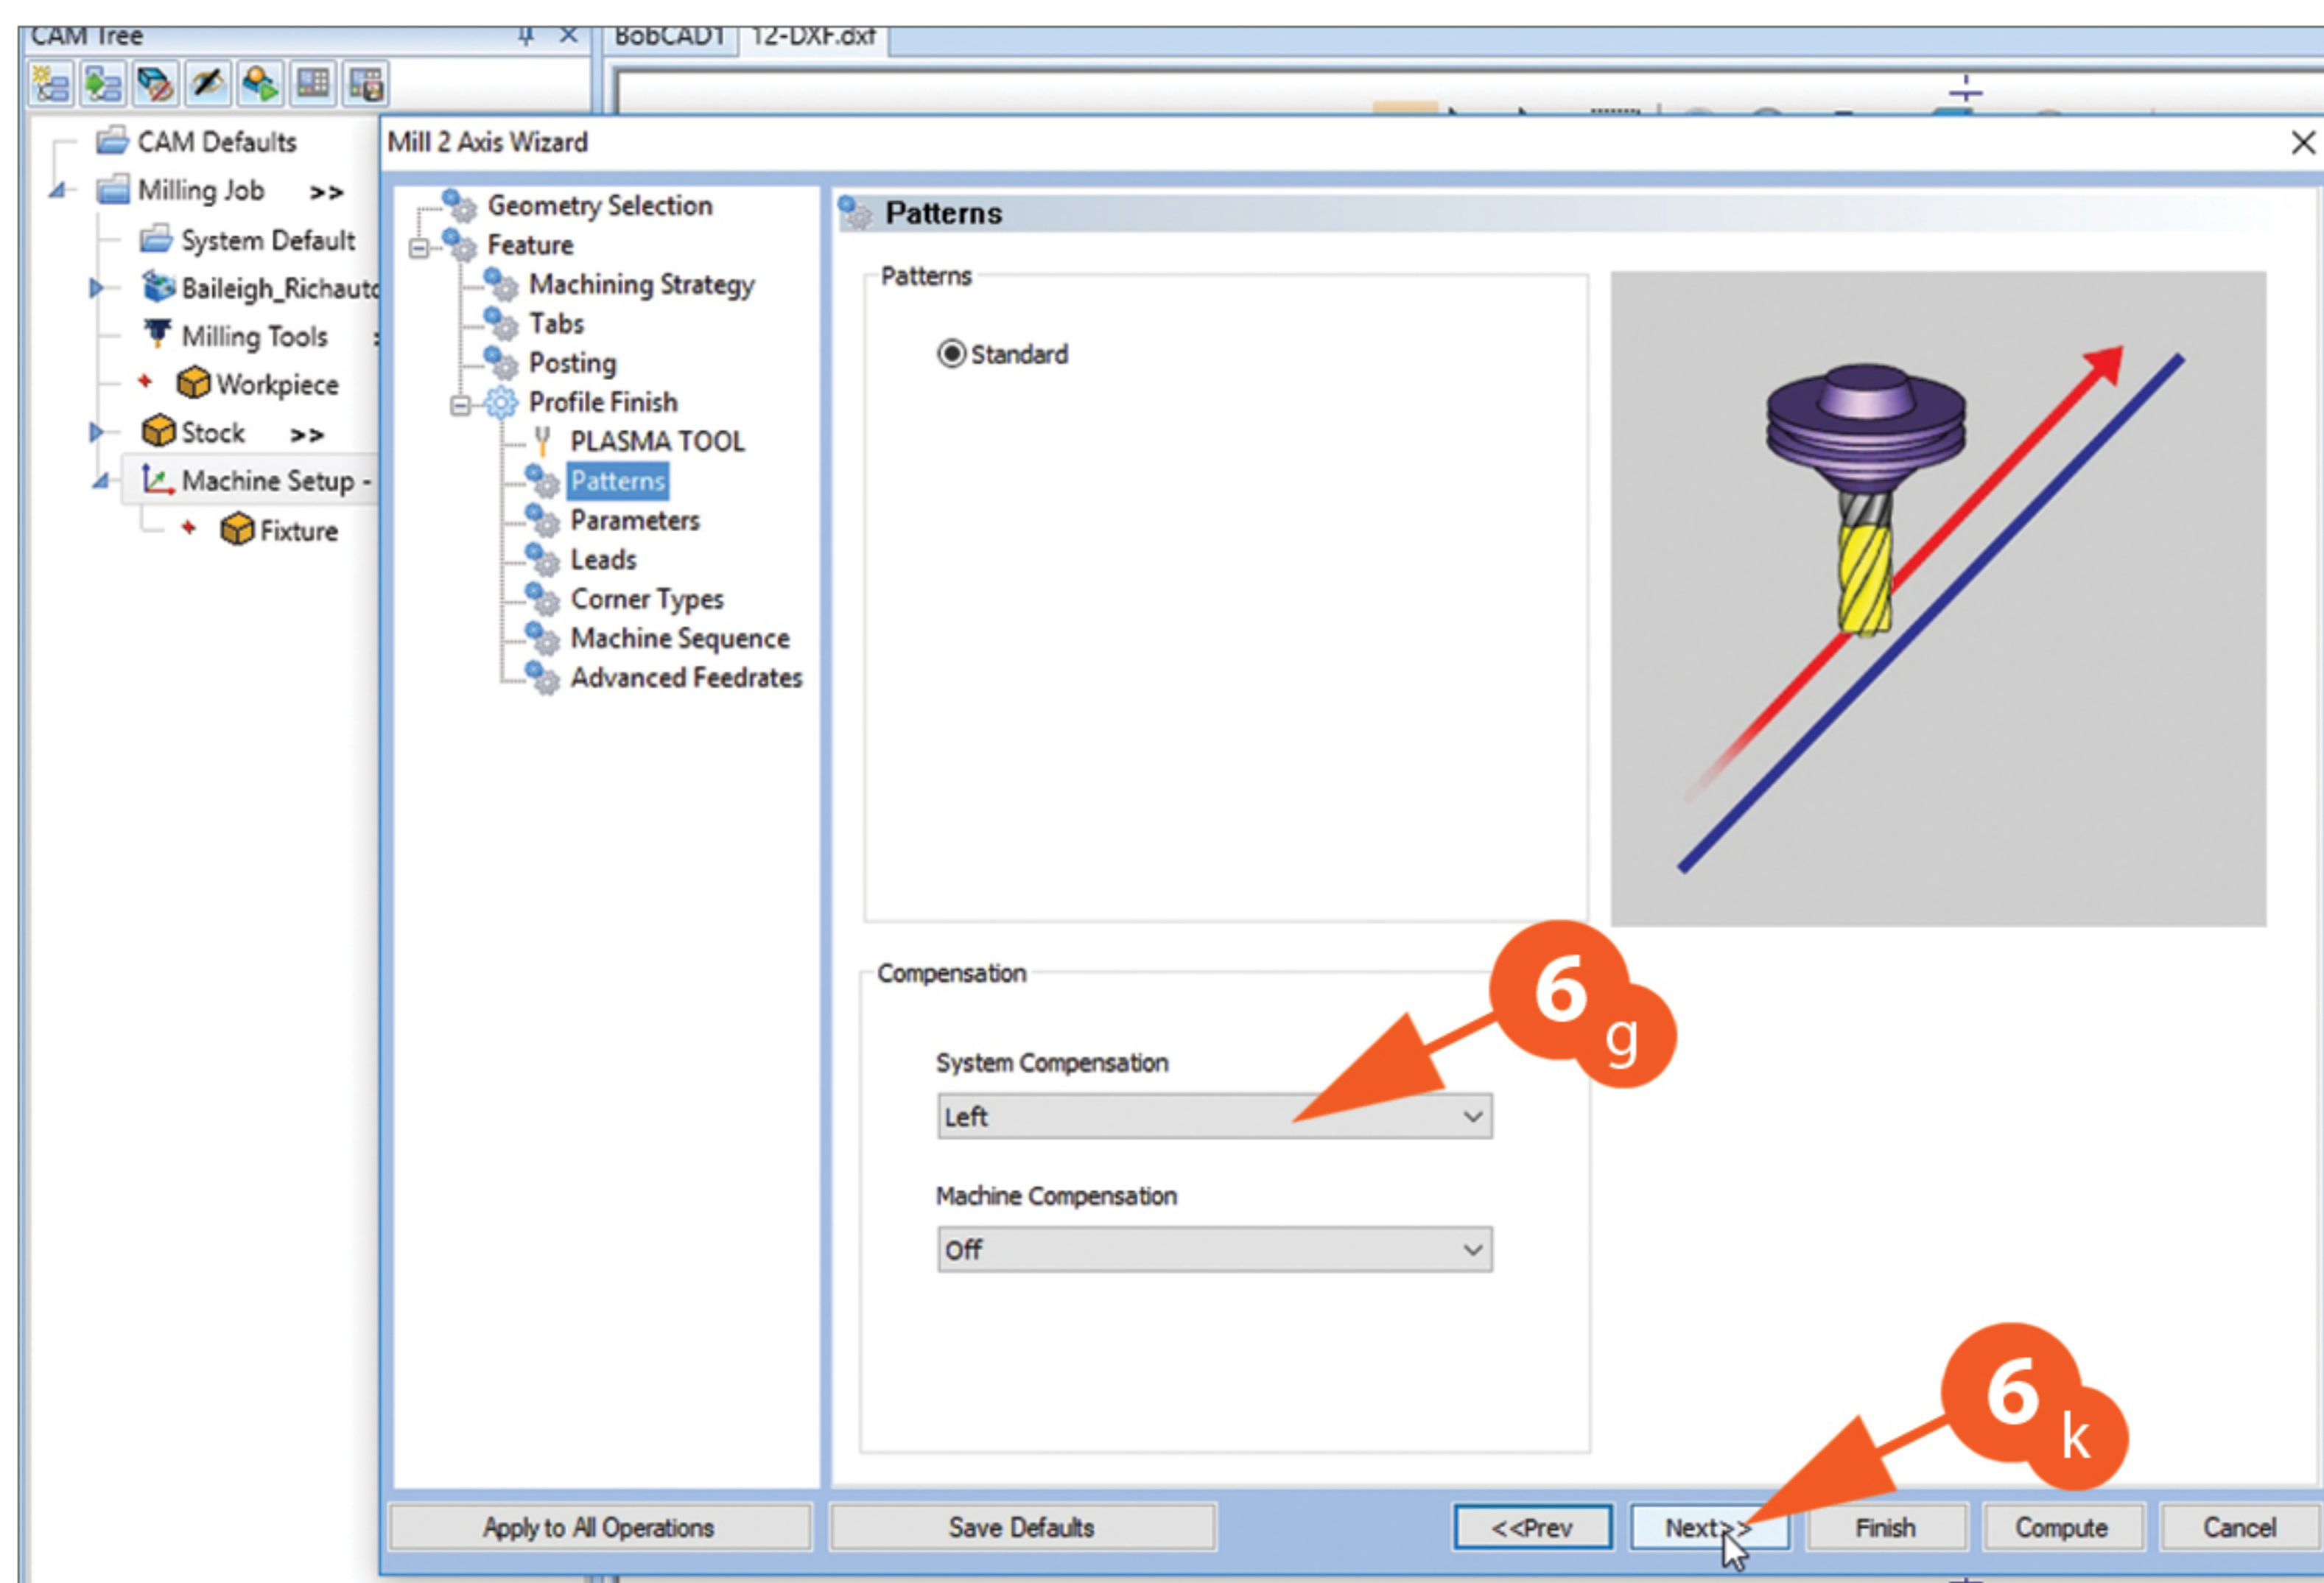 CAM Tree
BobCAD1 12-DXF.dxf
CAM Defaults
Milling Job >>
System Default
Baileigh_Richauto
Milling Tools
Workpiece
Stock >>
Machine Setup -
Fixture
Mill 2 Axis Wizard
Geometry Selection
Feature
Machining Strategy
Tabs
Posting
Profile Finish
PLASMA TOOL
Patterns
Parameters
Leads
Corner Types
Machine Sequence
Advanced Feedrates
Patterns
Patterns
Standard
Compensation
6
g
System Compensation
Left
Machine Compensation
Off
6
k
Apply to All Operations
Save Defaults
<<Prev
Next>>
Finish
Compute
Cancel